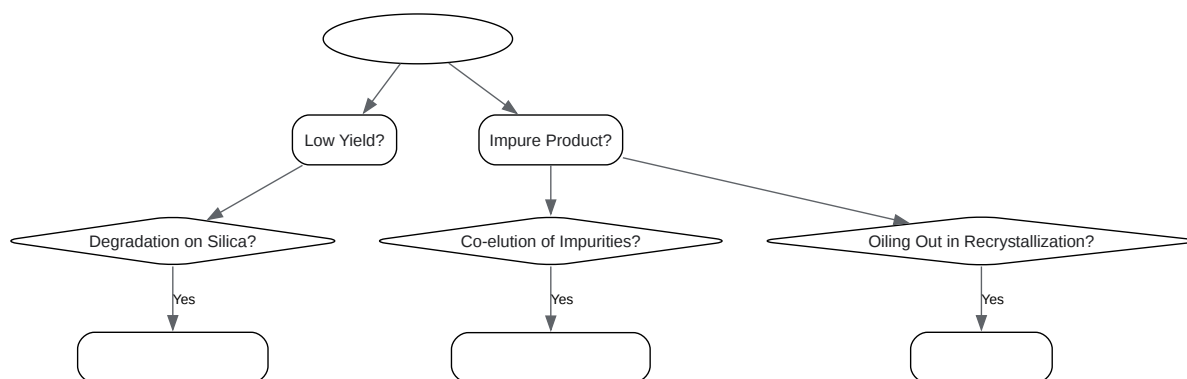 Low Yield?
Impure Product?
Degradation on Silica?
Co-elution of Impurities?
Oiling Out in Recrystallization?
Yes
Yes
Yes